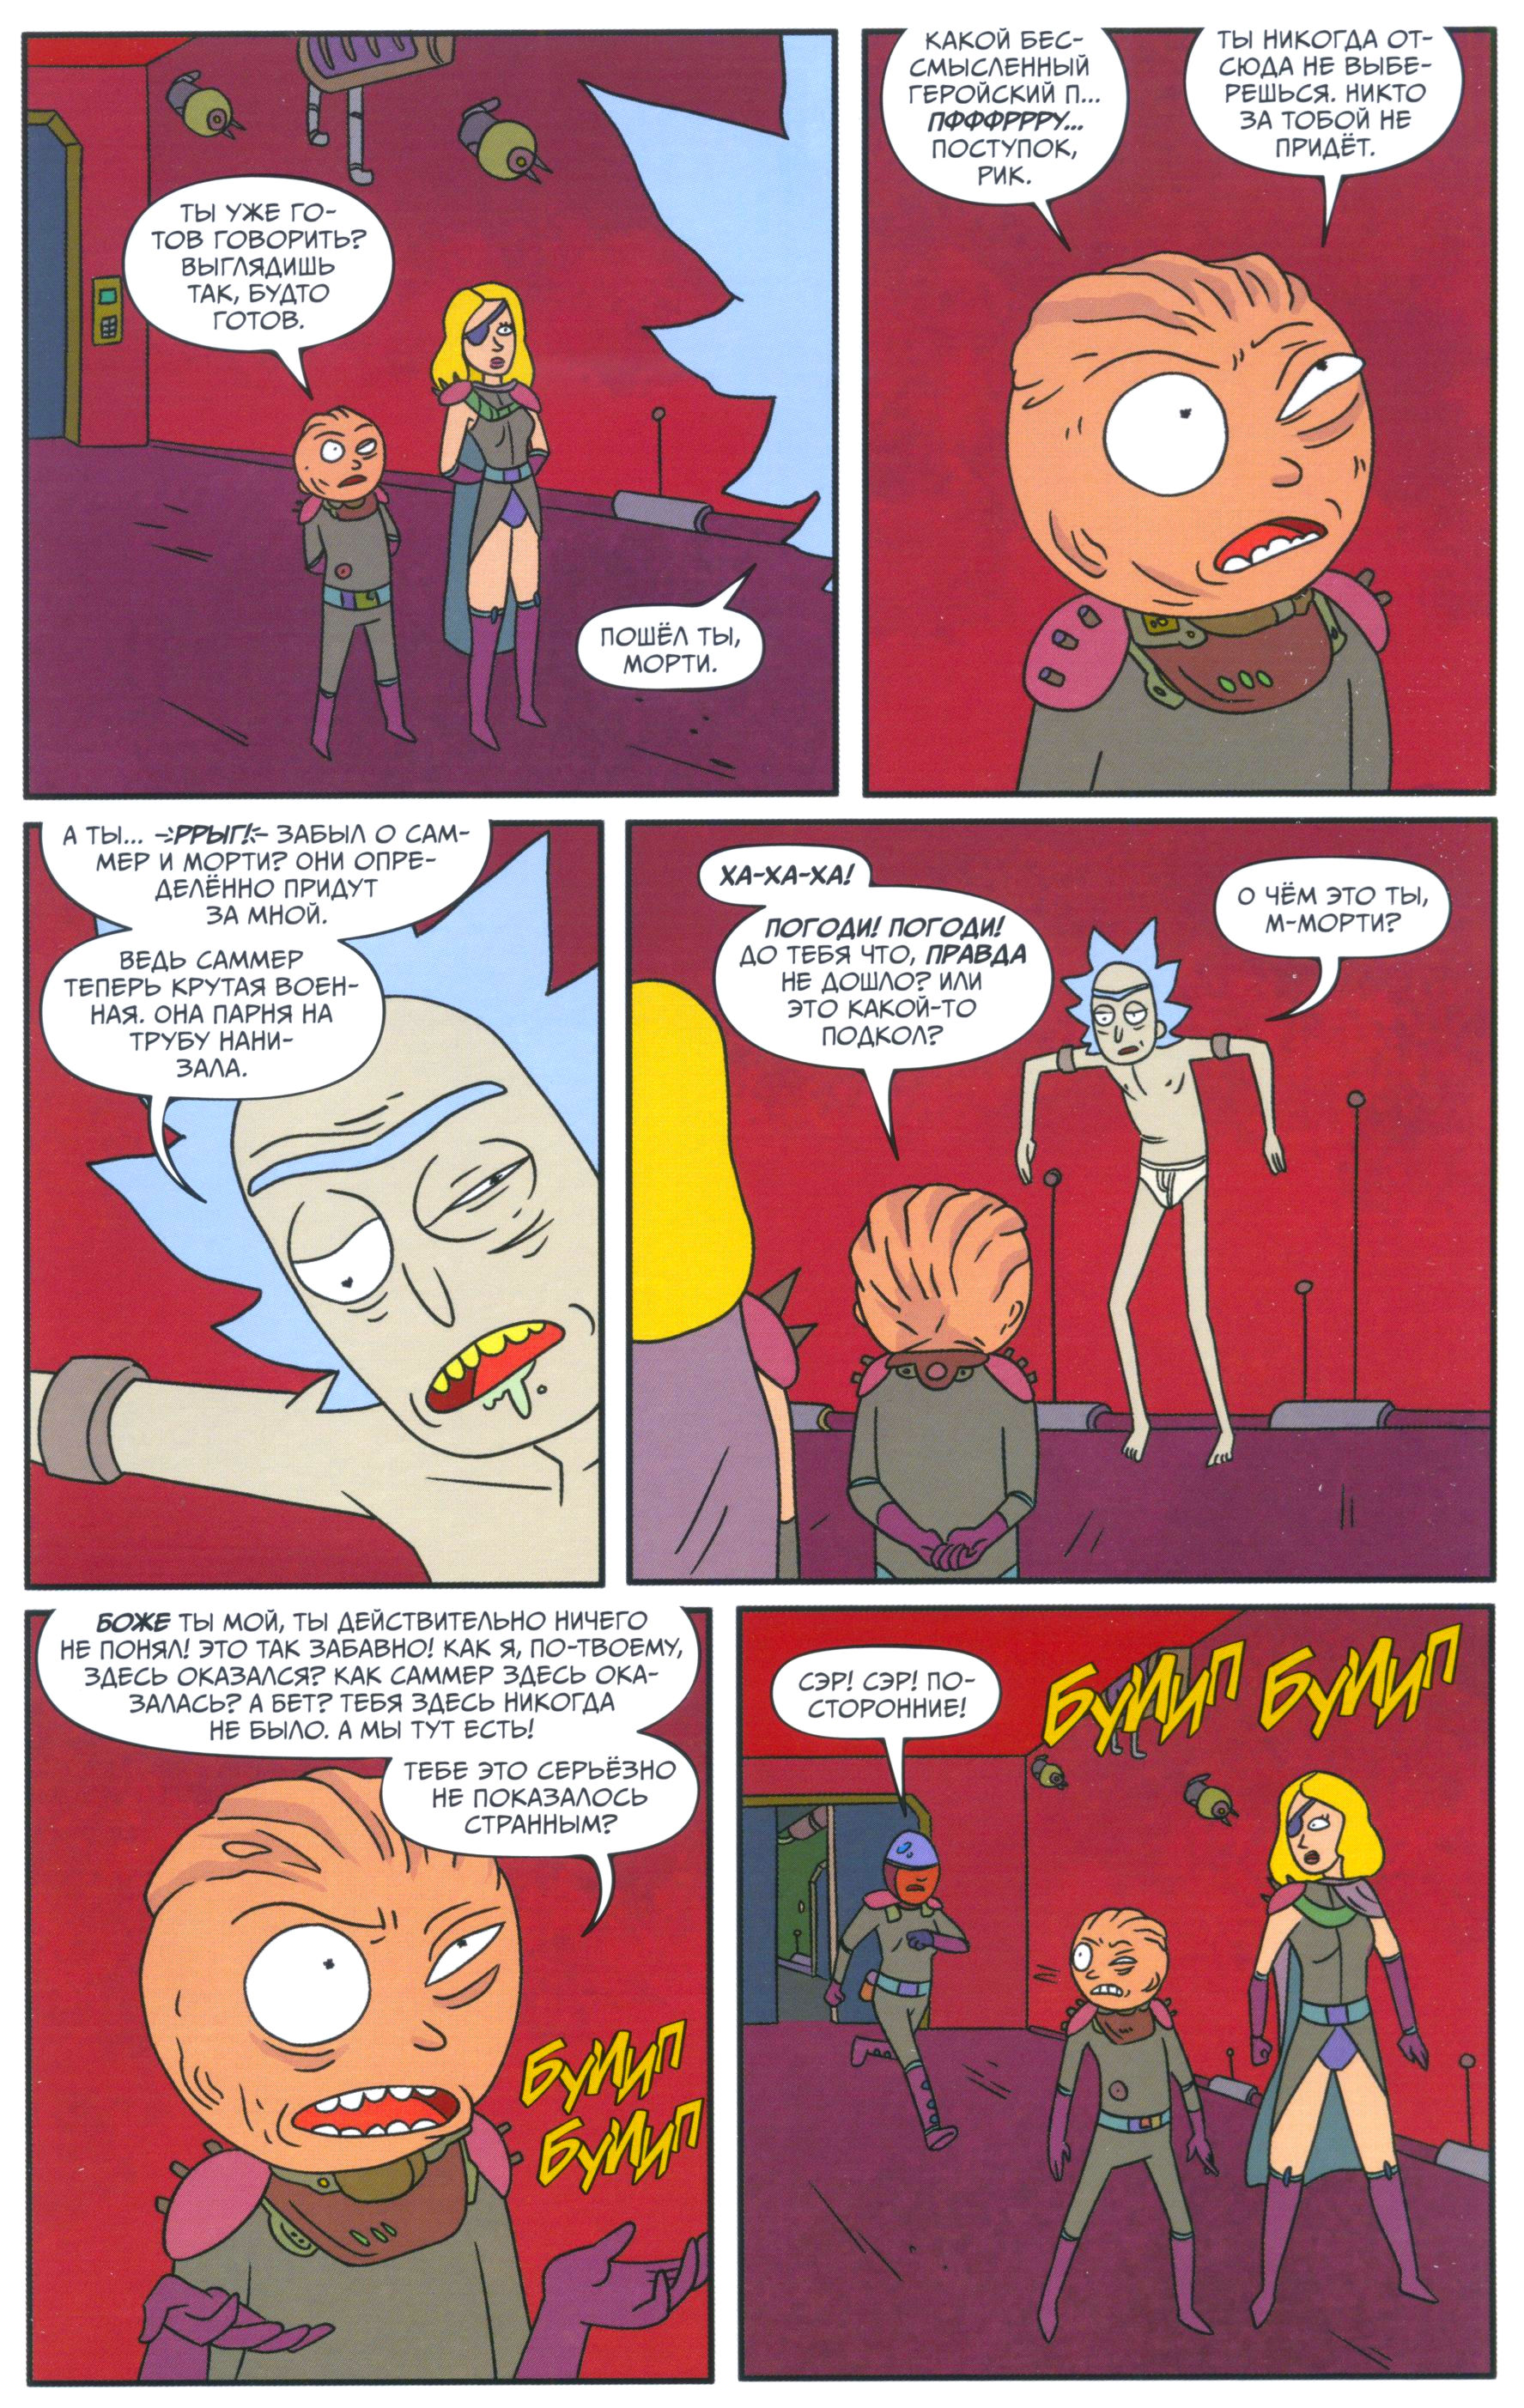 ТЫ УЖЕ ГО-
ТОВ ГОВОРИТЬ?
ВЫГЛЯДИШЬ
ТАК, БУДТО
ГОТОВ.
ПОШЁЛ ТЫ,
МОРТИ.
КАКОЙ БЕС-
СМЫСЛЕННЫЙ
ГЕРОЙСКИЙ П...
ПФФФРРРУ...
ПОСТУПОК,
РИК.
ТЫ НИКОГДА ОТ-
СЮДА НЕ ВЫБЕ-
РЕШЬСЯ. НИКТО
ЗА ТОБОЙ НЕ
ПРИДЁТ.
А ТЫ... -РРЫГ!- ЗАБЫЛ О САМ-
МЕР И МОРТИ? ОНИ ОПРЕ-
ДЕЛЁННО ПРИДУТ
ЗА МНОЙ.
ВЕДЬ САММЕР
ТЕПЕРЬ КРУТАЯ ВОЕН-
НАЯ. ОНА ПАРНЯ НА
ТРУБУ НАНИ-
ЗАЛА.
ХА-ХА-ХА!
ПОГОДИ! ПОГОДИ!
ДО ТЕБЯ ЧТО, ПРАВДА
НЕ ДОШЛО? ИЛИ
ЭТО КАКОЙ-ТО
ПОДКОЛ?
О ЧЁМ ЭТО ТЫ,
М-МОРТИ?
БОЖЕ ТЫ МОЙ, ТЫ ДЕЙСТВИТЕЛЬНО НИЧЕГО
НЕ ПОНЯЛ! ЭТО ТАК ЗАБАВНО! КАК Я, ПО-ТВОЕМУ,
ЗДЕСЬ ОКАЗАЛСЯ? КАК САММЕР ЗДЕСЬ ОКА-
ЗАЛАСЬ? А БЕТ? ТЕБЯ ЗДЕСЬ НИКОГДА
НЕ БЫЛО. А МЫ ТУТ ЕСТЬ!
ТЕБЕ ЭТО СЕРЬЁЗНО
НЕ ПОКАЗАЛОСЬ
СТРАННЫМ?
БУИИП
БУИИП
СЭР! СЭР! ПО-
СТОРОННИЕ!
БУИИП БУИИП